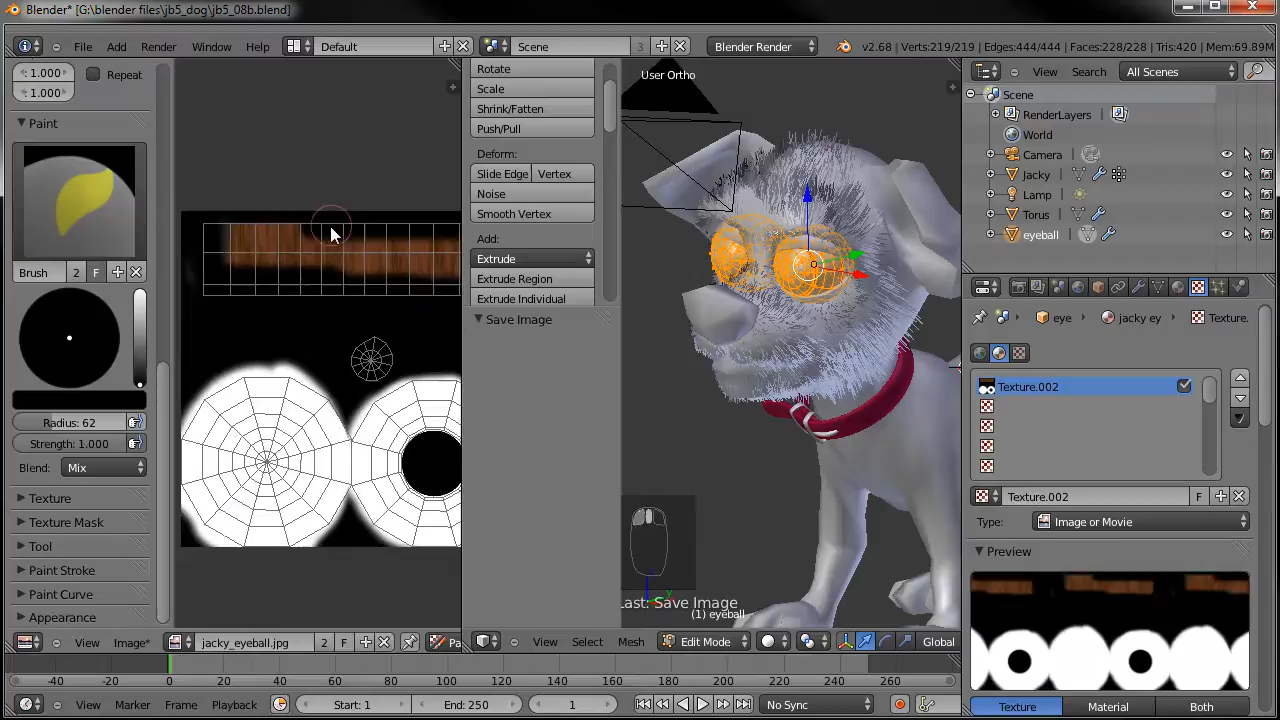 Blender* [G:\blender files\jb5_dog\jb5_08b.blend]
File Add Render Window Help Default Scene 3 Blender Render v2.68 | Verts:219/219 | Edges:444/444 | Faces:228/228 | Tris:420 | Mem:69.89M
1.000 Repeat
1.000
Paint
Brush 2 F
Radius: 62
Strength: 1.000
Blend: Mix
Texture
Texture Mask
Tool
Paint Stroke
Paint Curve
Appearance
View Image* jacky_eyeball.jpg 2 F Pa
Rotate
Scale
Shrink/Fatten
Push/Pull
Deform:
Slide Edge Vertex
Noise
Smooth Vertex
Add:
Extrude
Extrude Region
Extrude Individual
Save Image
User Ortho
Last: Save Image
(1) eyeball
View Select Mesh Edit Mode Global
View Search All Scenes
Scene
RenderLayers
World
Camera
Jacky
Lamp
Torus
eyeball
eye jacky ey Texture.
Texture.002
Texture.002 F
Type: Image or Movie
Preview
Texture Material Both
-40 -20 0 20 40 60 80 100 120 140 160 180 200 220 240 260
View Marker Frame Playback Start: 1 End: 250 1 No Sync